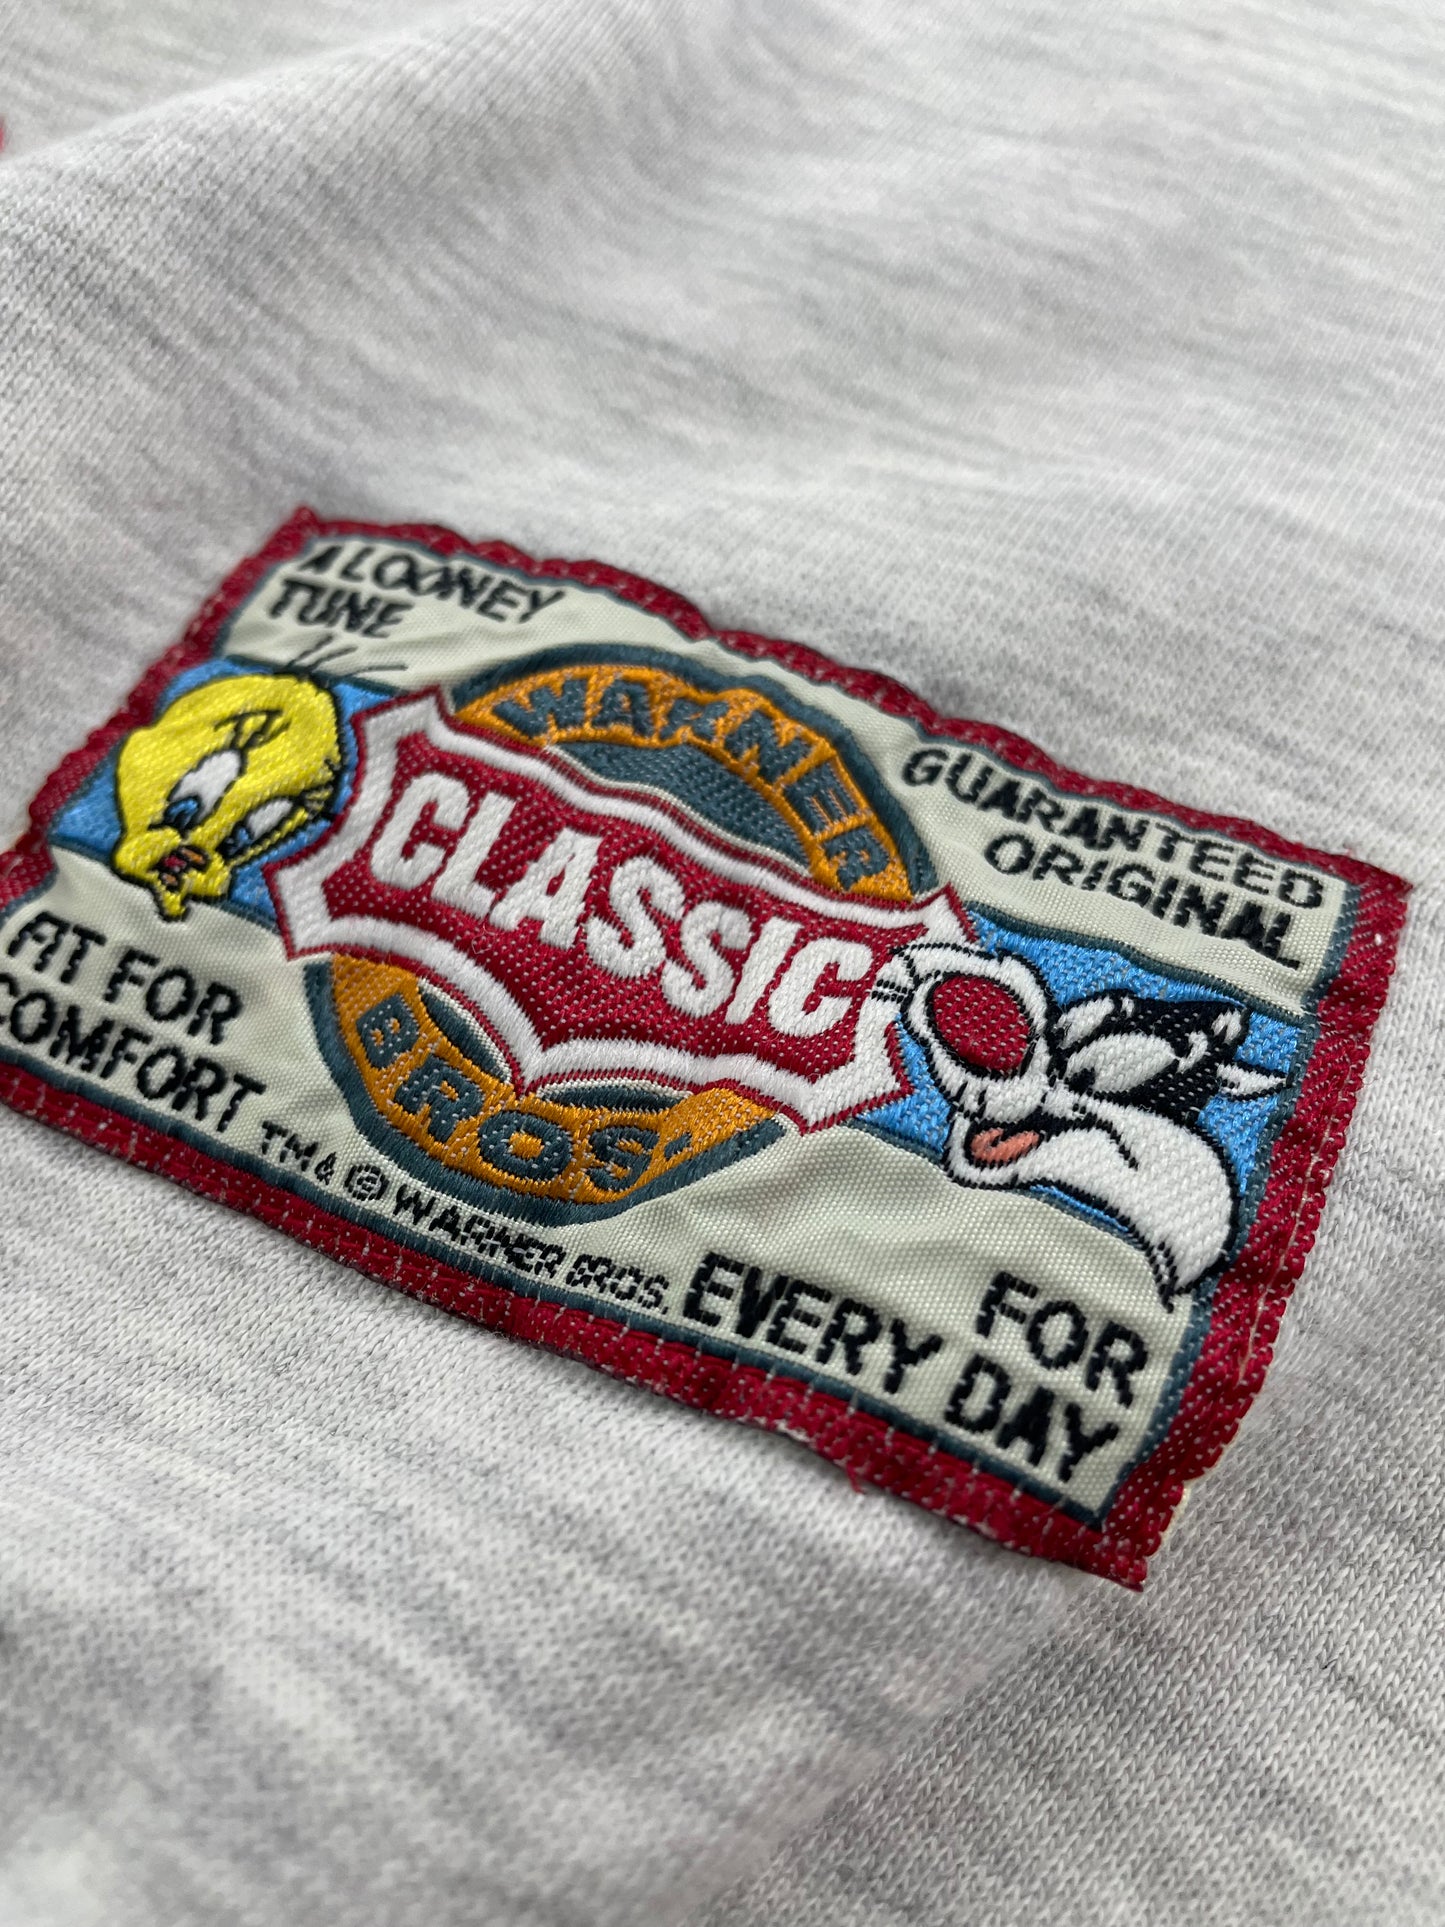 A LOONEY
TUNE
WARNER
GUARANTEED
ORIGINAL
CLASSIC
BROS.
FIT FOR
COMFORT
TM & © WARNER BROS.
FOR
EVERY DAY